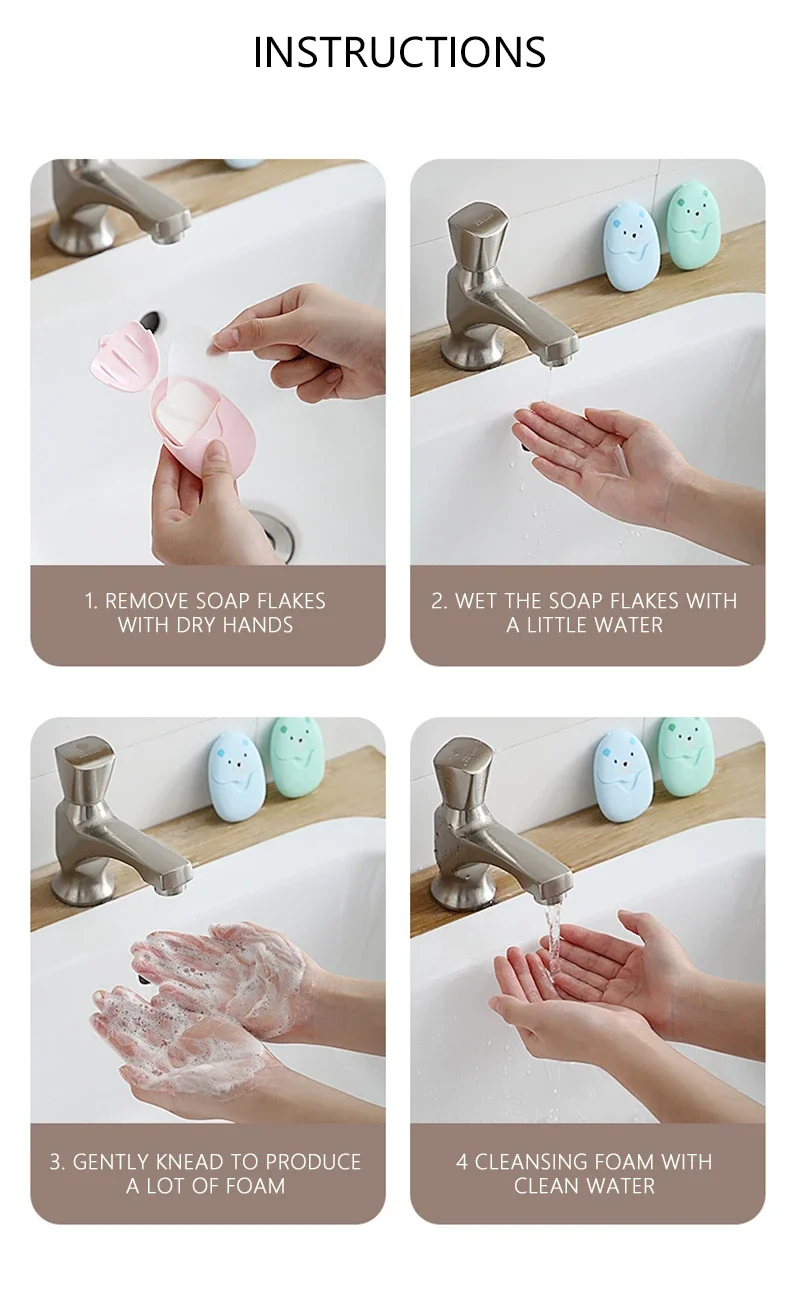 INSTRUCTIONS
1. REMOVE SOAP FLAKES
WITH DRY HANDS
2. WET THE SOAP FLAKES WITH
A LITTLE WATER
3. GENTLY KNEAD TO PRODUCE
A LOT OF FOAM
4 CLEANSING FOAM WITH
CLEAN WATER